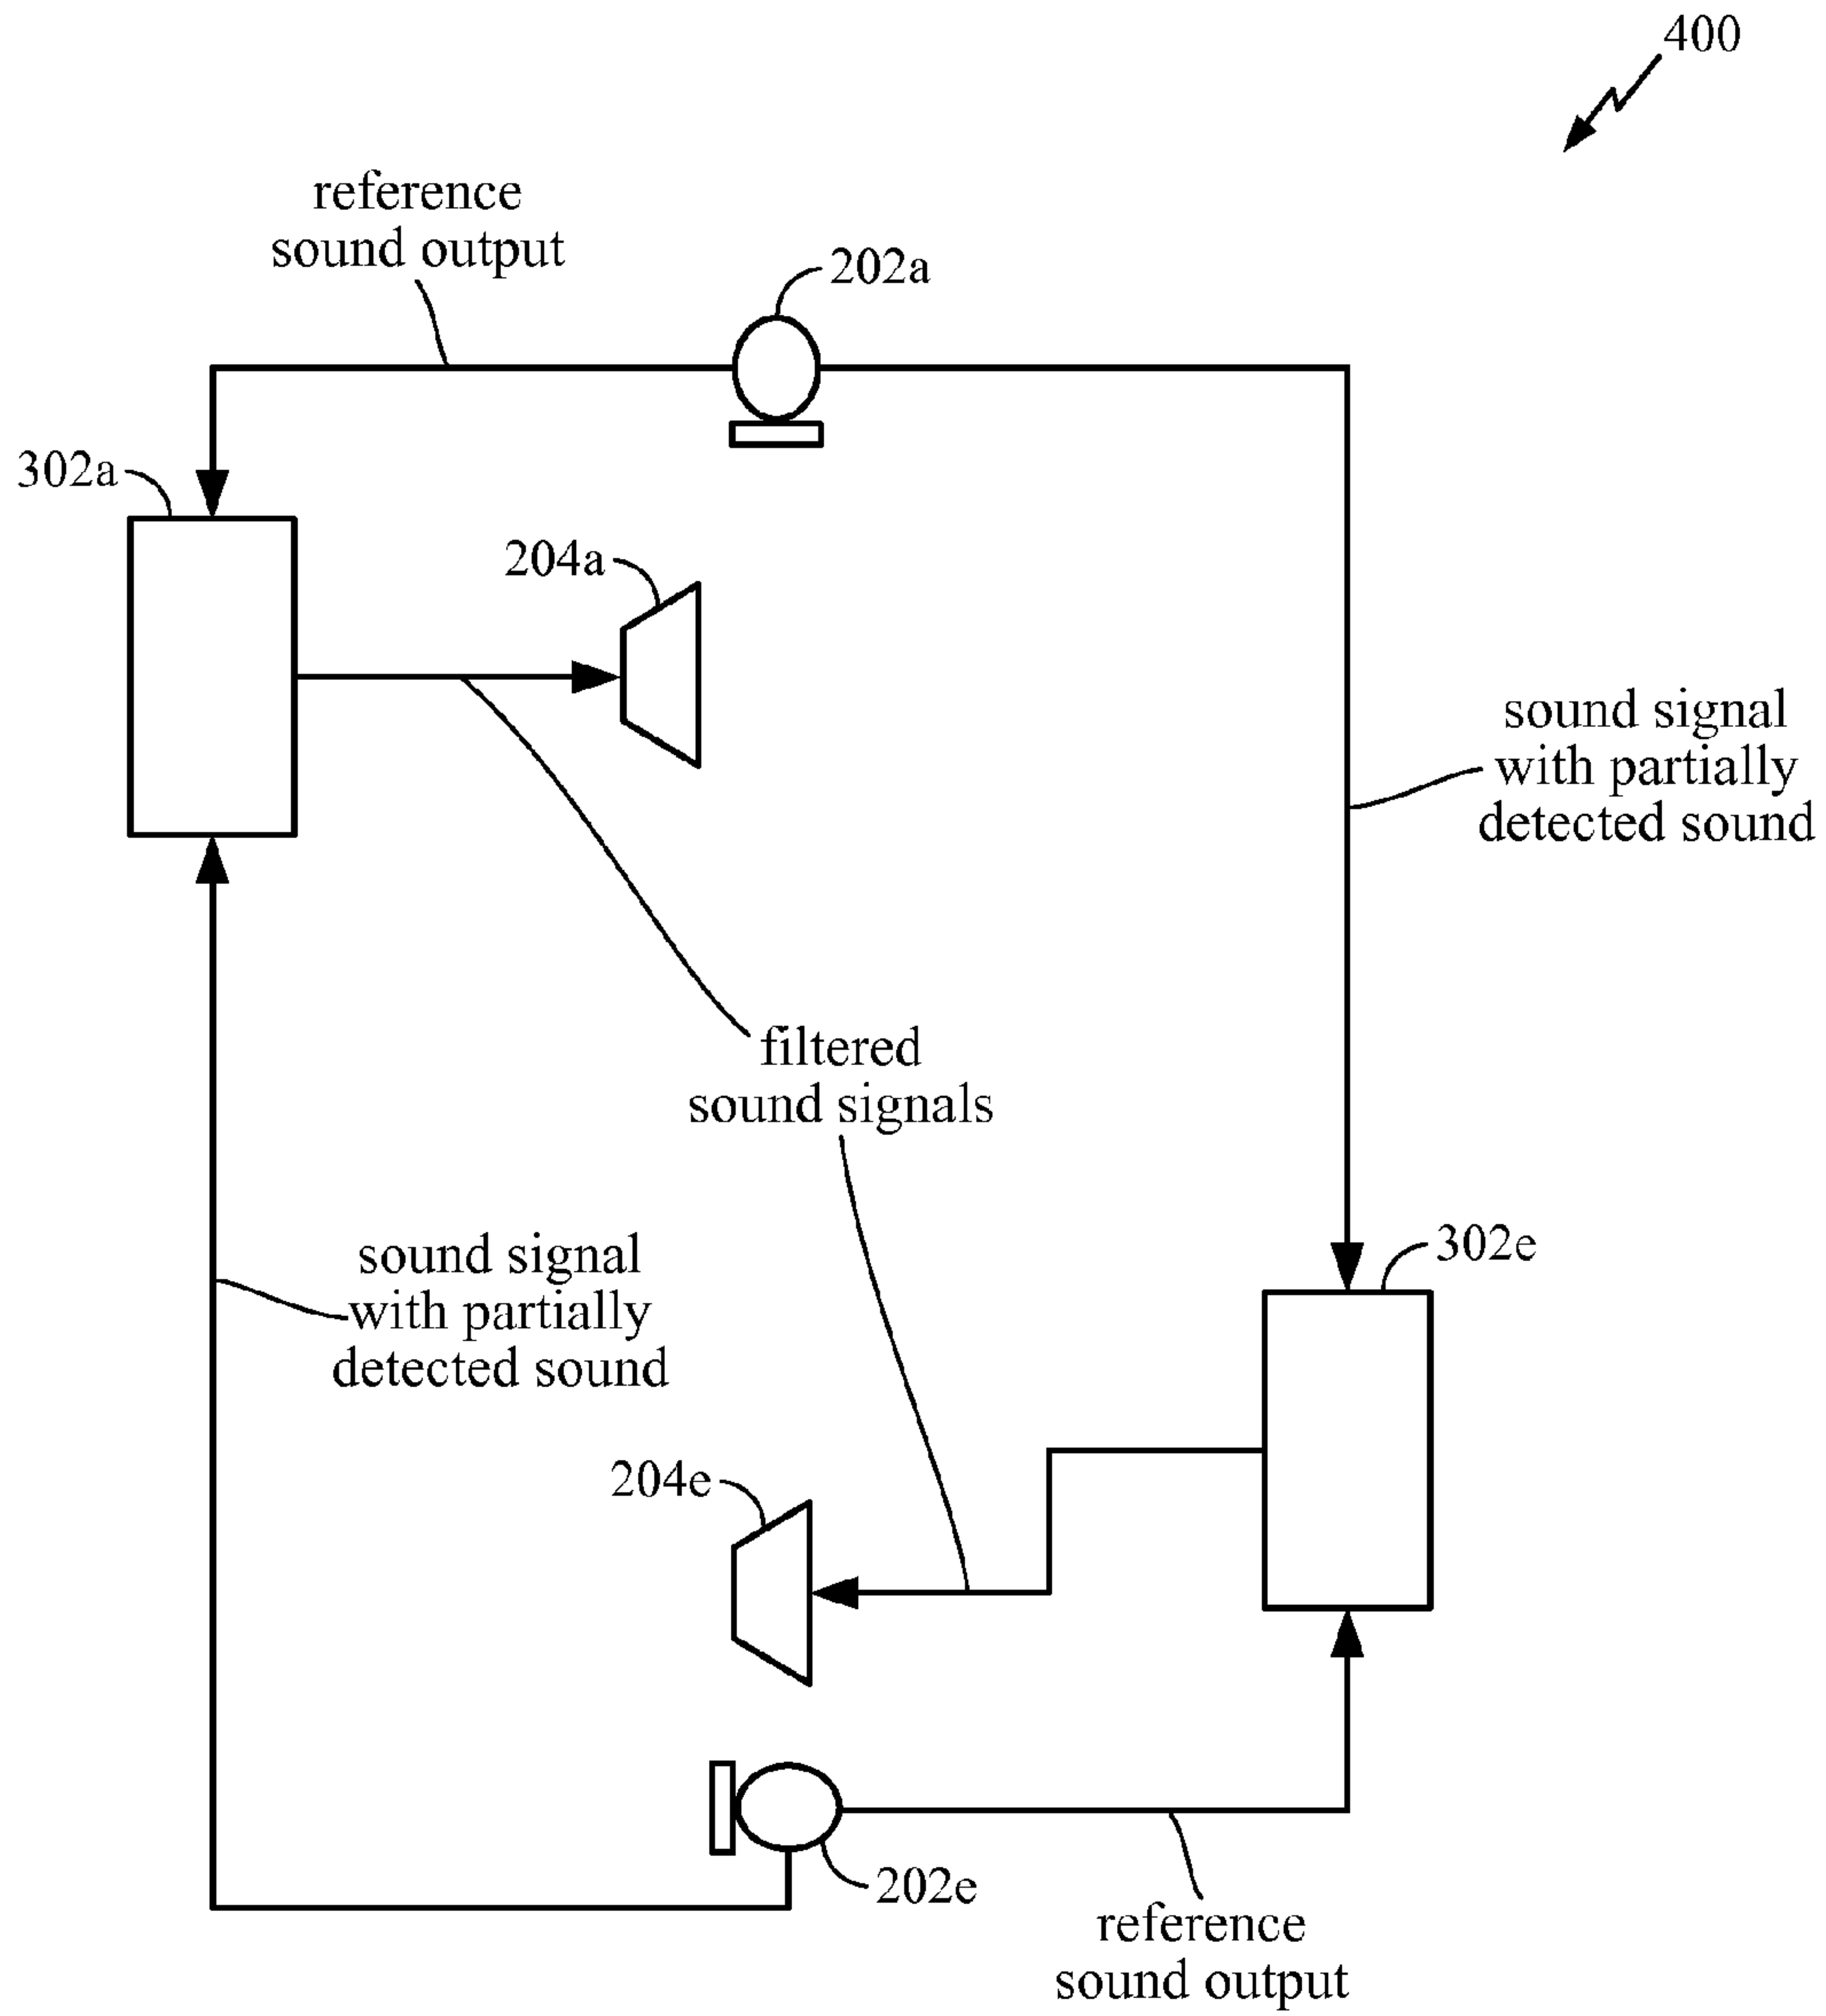 400
reference
sound output
202a
302a
204a
sound signal
with partially
detected sound
filtered
sound signals
302e
sound signal
with partially
detected sound
204e
202e
reference
sound output